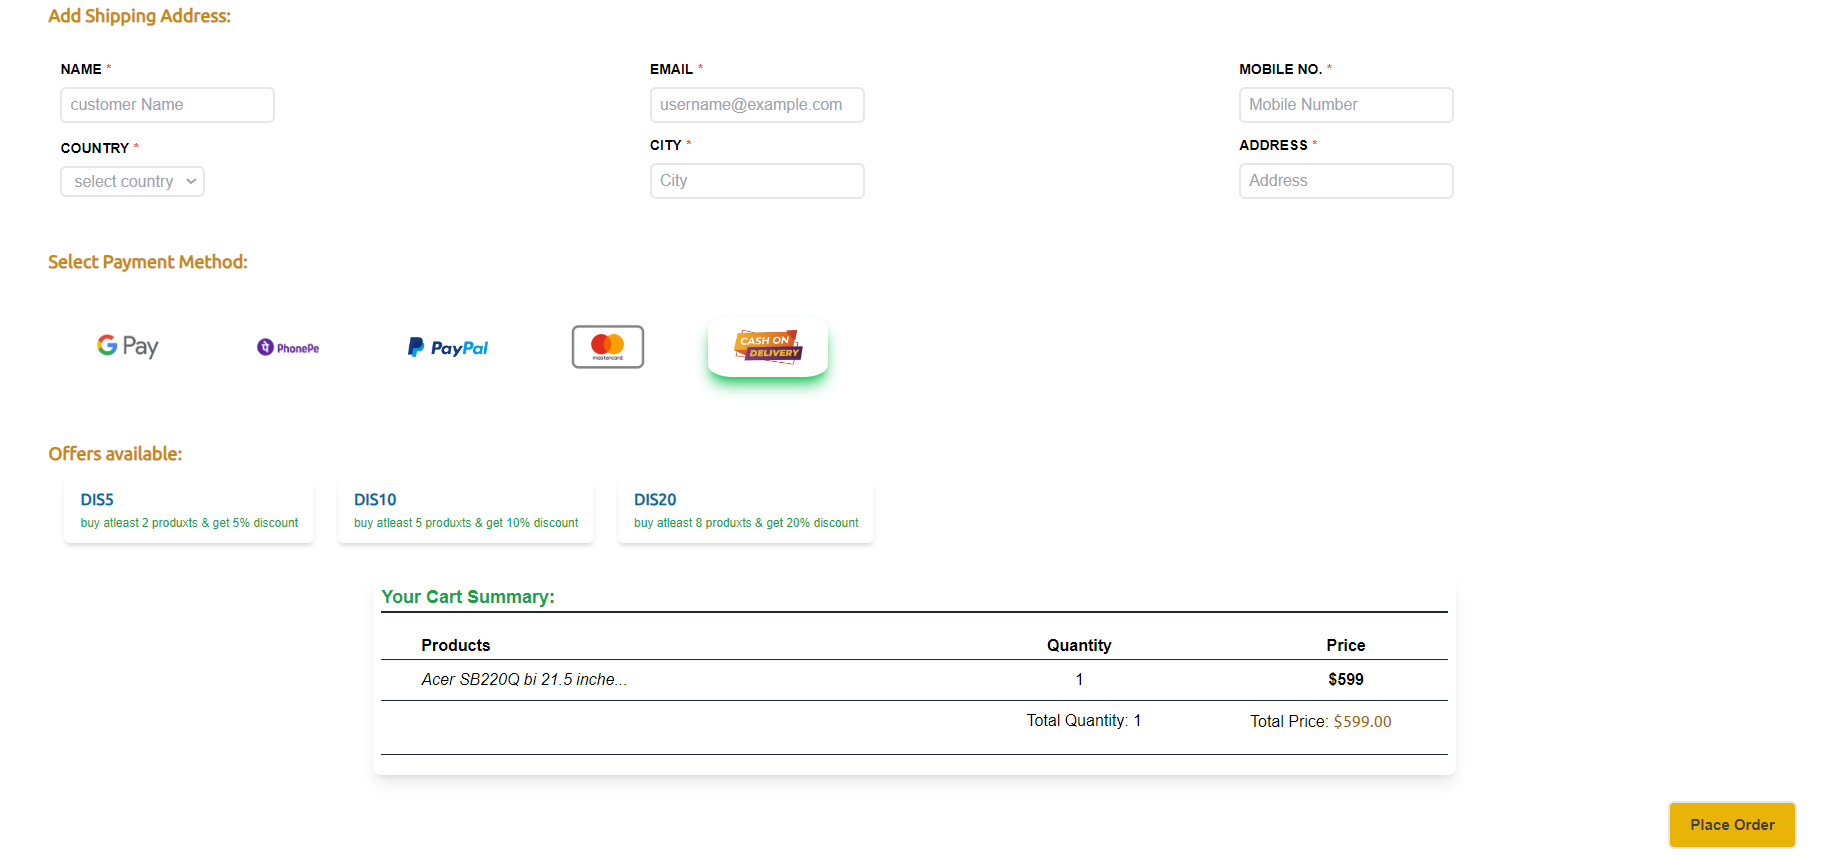 Add Shipping Address:
NAME * EMAIL * MOBILE NO. *
customer Name username@example.com Mobile Number
COUNTRY * CITY * ADDRESS *
select country City Address
Select Payment Method:
G Pay PhonePe PayPal mastercard. CASH ON
DELIVERY
Offers available:
DIS5 DIS10 DIS20
buy atleast 2 produxts & get 5% discount buy atleast 5 produxts & get 10% discount buy atleast 8 produxts & get 20% discount
Your Cart Summary:
Products Quantity Price
Acer SB220Q bi 21.5 inche... 1 $599
Total Quantity: 1 Total Price: $599.00
Place Order